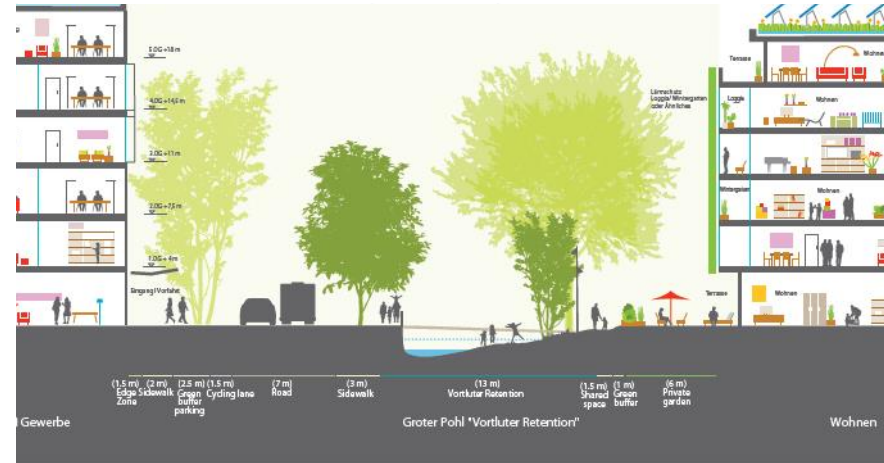 5.OG +18 m
4.OG +14,5 m
3.OG +11 m
2.OG +7,5 m
1.OG + 4 m
Eingang / Vorfahrt
Lärmschutz
Loggia/ Wintergarten
oder Ähnliches
Terrasse
Wohnen
Loggia
Wohnen
Wintergarten
Wohnen
Terrasse
Wohnen
(1.5 m)
Edge
Zone
(2 m)
Sidewalk
(2.5 m)
Green
buffer
parking
(1.5 m)
Cycling lane
(7 m)
Road
(3 m)
Sidewalk
(13 m)
Vortluter Retention
(1.5 m)
Shared
space
(1 m)
Green
buffer
(6 m)
Private
garden
Gewerbe
Groter Pohl "Vortluter Retention"
Wohnen